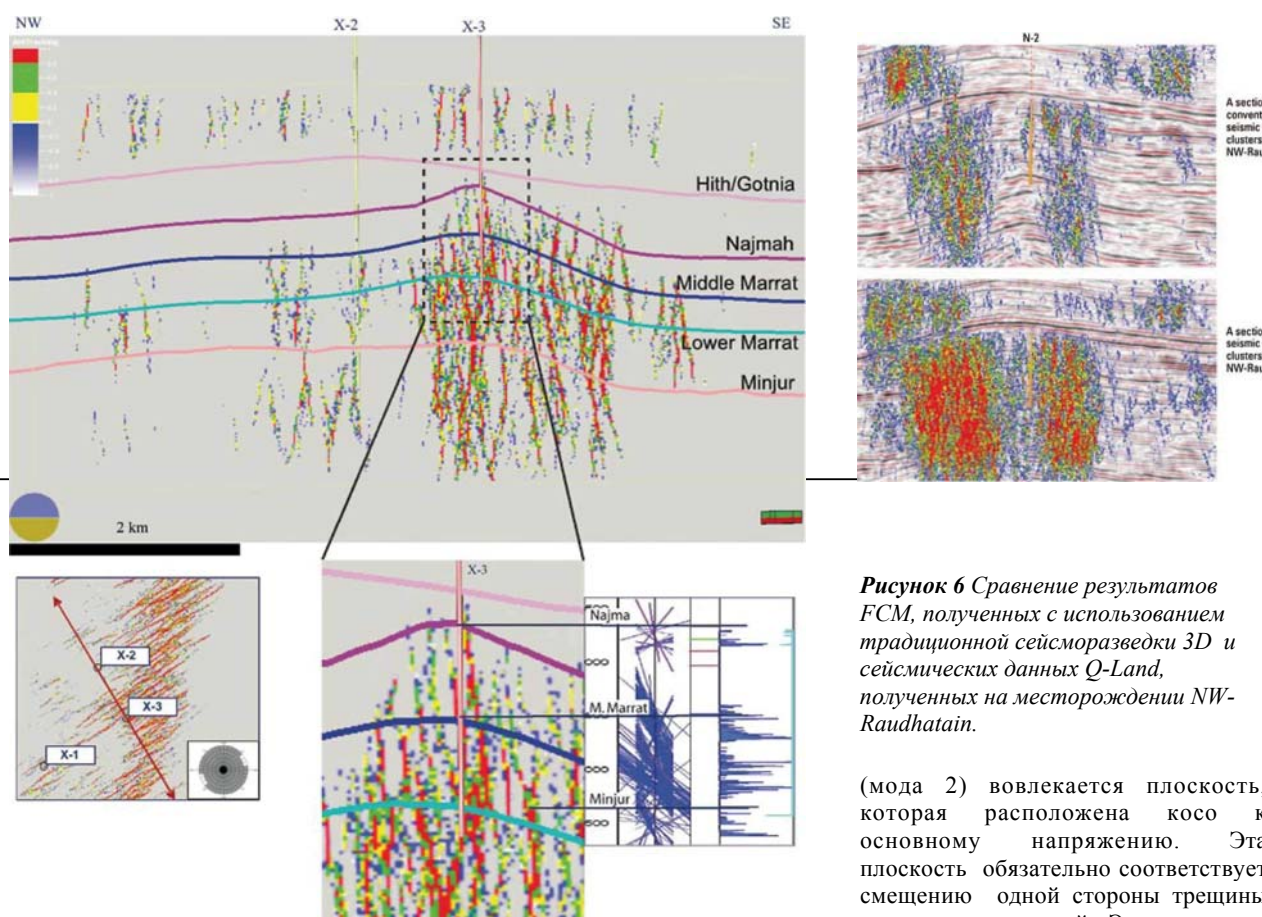 NW
X-2
X-3
SE
Hith/Gotnia
Najmah
Middle Marrat
Lower Marrat
Minjur
2 km
X-2
X-3
X-1
X-3
Najma
M. Marrat
Minjur
N-2
A sectio
convent
seismic
clusters
NW-Rau
A sectio
seismic
clusters
NW-Rau
Рисунок 6 Сравнение результатов
FCM, полученных с использованием
традиционной сейсморазведки 3D и
сейсмических данных Q-Land,
полученных на месторождении NW-
Raudhatain.
(мода 2) вовлекается плоскость,
которая расположена косо к
основному напряжению. Эта
плоскость обязательно соответствует
смещению одной стороны трещины